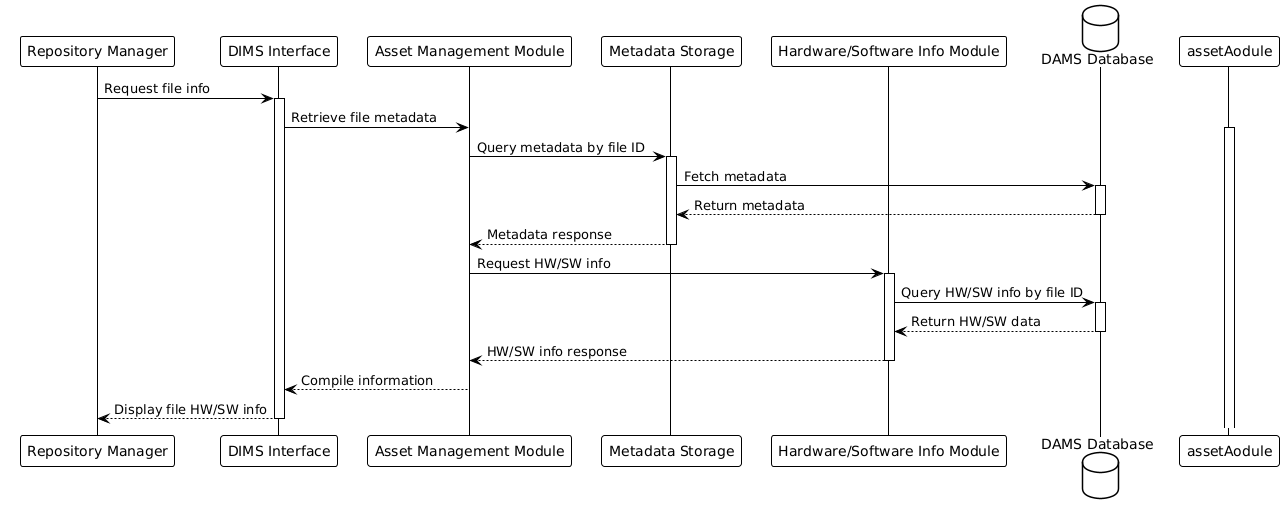 Repository Manager
DIMS Interface
Asset Management Module
Metadata Storage
Hardware/Software Info Module
DAMS Database
assetAodule
Request file info
Retrieve file metadata
Query metadata by file ID
Fetch metadata
Return metadata
Metadata response
Request HW/SW info
Query HW/SW info by file ID
Return HW/SW data
HW/SW info response
Compile information
Display file HW/SW info
Repository Manager
DIMS Interface
Asset Management Module
Metadata Storage
Hardware/Software Info Module
DAMS Database
assetAodule